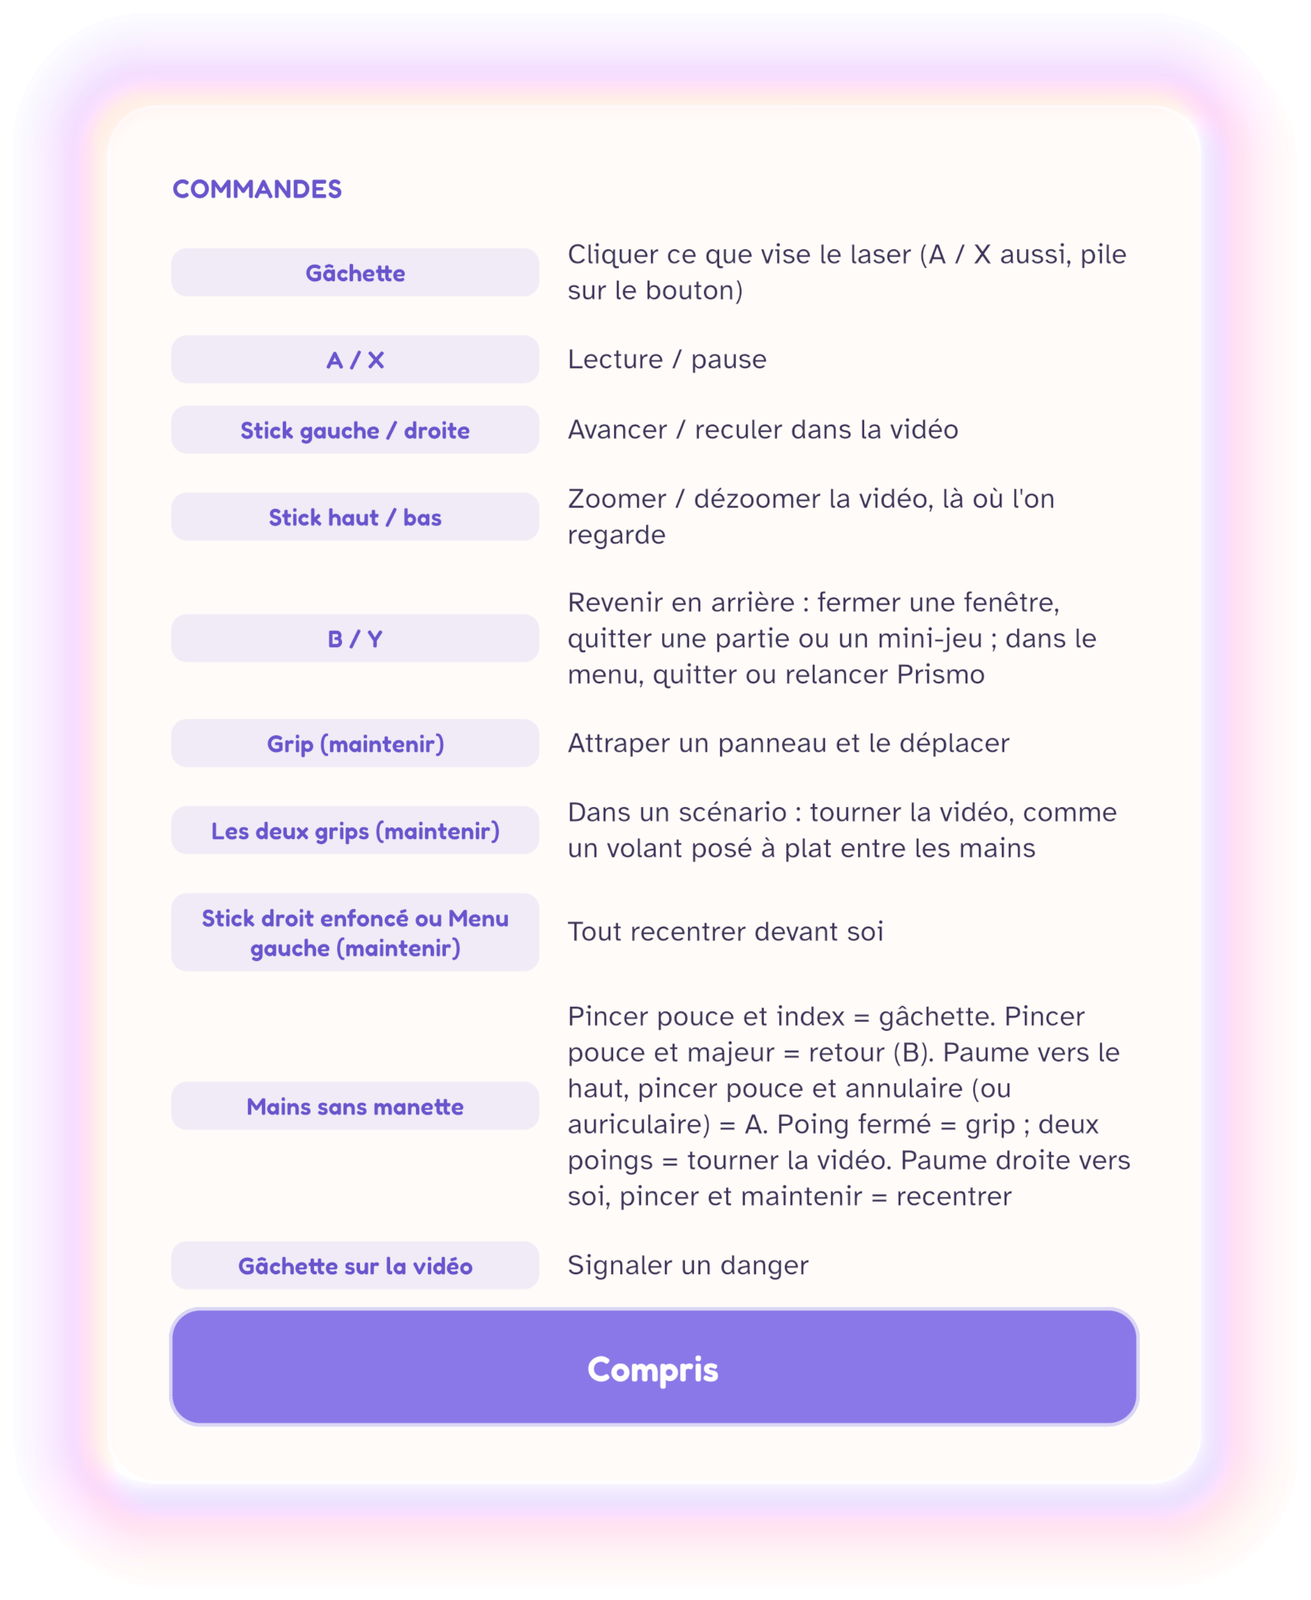 COMMANDES
Gâchette
Cliquer ce que vise le laser (A / X aussi, pile
sur le bouton)
A / X
Lecture / pause
Stick gauche / droite
Avancer / reculer dans la vidéo
Stick haut / bas
Zoomer / dézoomer la vidéo, là où l'on
regarde
B / Y
Revenir en arrière : fermer une fenêtre,
quitter une partie ou un mini-jeu ; dans le
menu, quitter ou relancer Prismo
Grip (maintenir)
Attraper un panneau et le déplacer
Les deux grips (maintenir)
Dans un scénario : tourner la vidéo, comme
un volant posé à plat entre les mains
Stick droit enfoncé ou Menu
gauche (maintenir)
Tout recentrer devant soi
Mains sans manette
Pincer pouce et index = gâchette. Pincer
pouce et majeur = retour (B). Paume vers le
haut, pincer pouce et annulaire (ou
auriculaire) = A. Poing fermé = grip ; deux
poings = tourner la vidéo. Paume droite vers
soi, pincer et maintenir = recentrer
Gâchette sur la vidéo
Signaler un danger
Compris